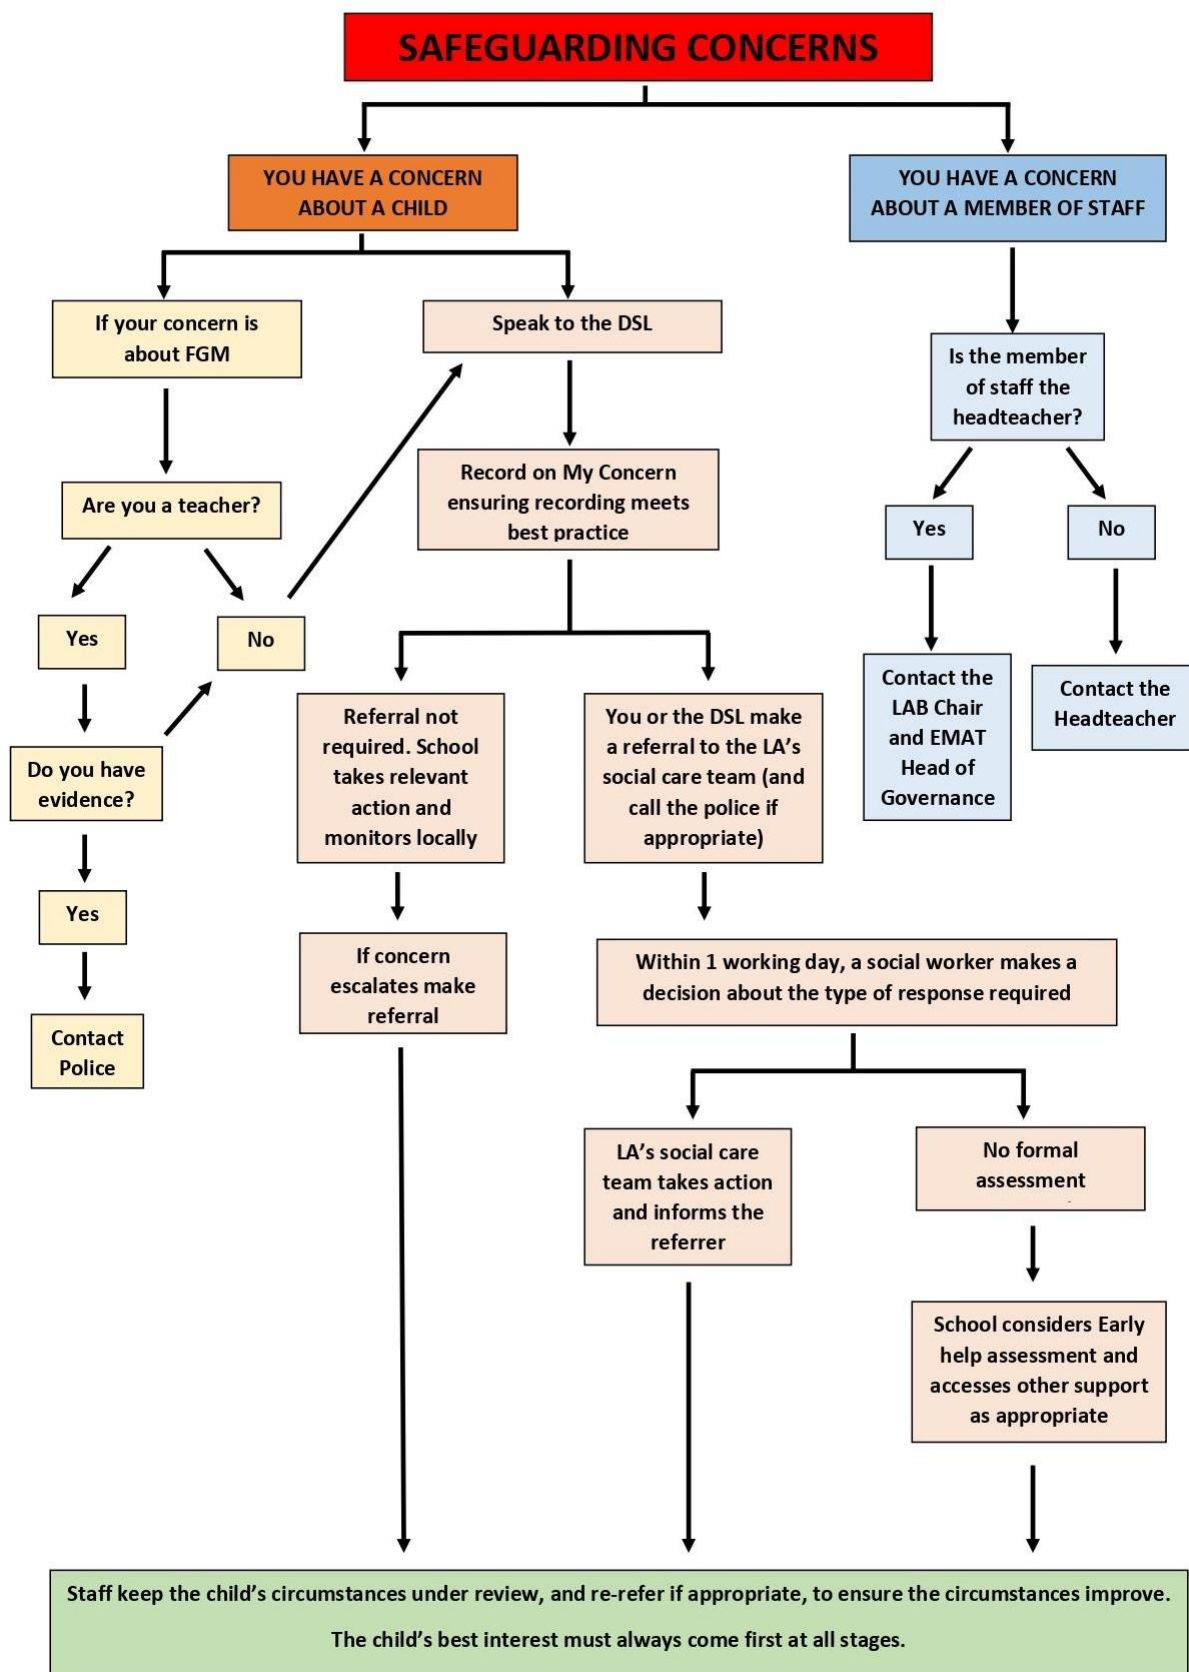 SAFEGUARDING CONCERNS
YOU HAVE A CONCERN
ABOUT A CHILD
YOU HAVE A CONCERN
ABOUT A MEMBER OF STAFF
If your concern is
about FGM
Speak to the DSL
Is the member
of staff the
headteacher?
Are you a teacher?
Record on My Concern
ensuring recording meets
best practice
Yes
No
Yes
No
Do you have
evidence?
Referral not
required. School
takes relevant
action and
monitors locally
You or the DSL make
a referral to the LA's
social care team (and
call the police if
appropriate)
Contact the
LAB Chair
and EMAT
Head of
Governance
Contact the
Headteacher
Yes
Contact
Police
If concern
escalates make
referral
Within 1 working day, a social worker makes a
decision about the type of response required
LA's social care
team takes action
and informs the
referrer
No formal
assessment
School considers Early
help assessment and
accesses other support
as appropriate
Staff keep the child's circumstances under review, and re-refer if appropriate, to ensure the circumstances improve.
The child's best interest must always come first at all stages.